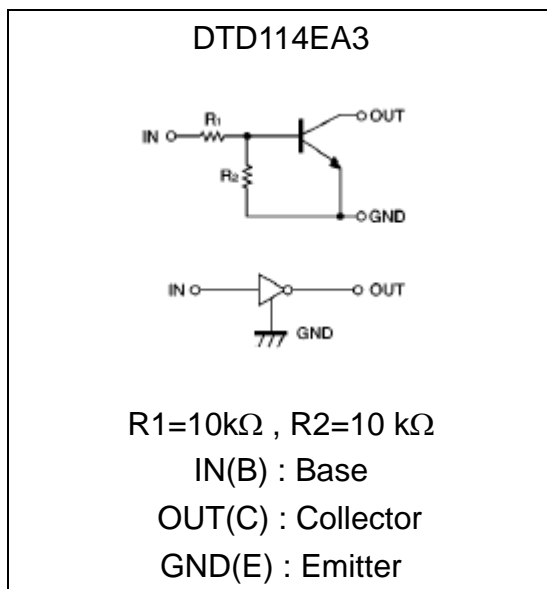 DTD114EA3
R1
OUT
IN
R2
GND
IN
OUT
GND
R1=10kΩ , R2=10 kΩ
IN(B) : Base
OUT(C) : Collector
GND(E) : Emitter